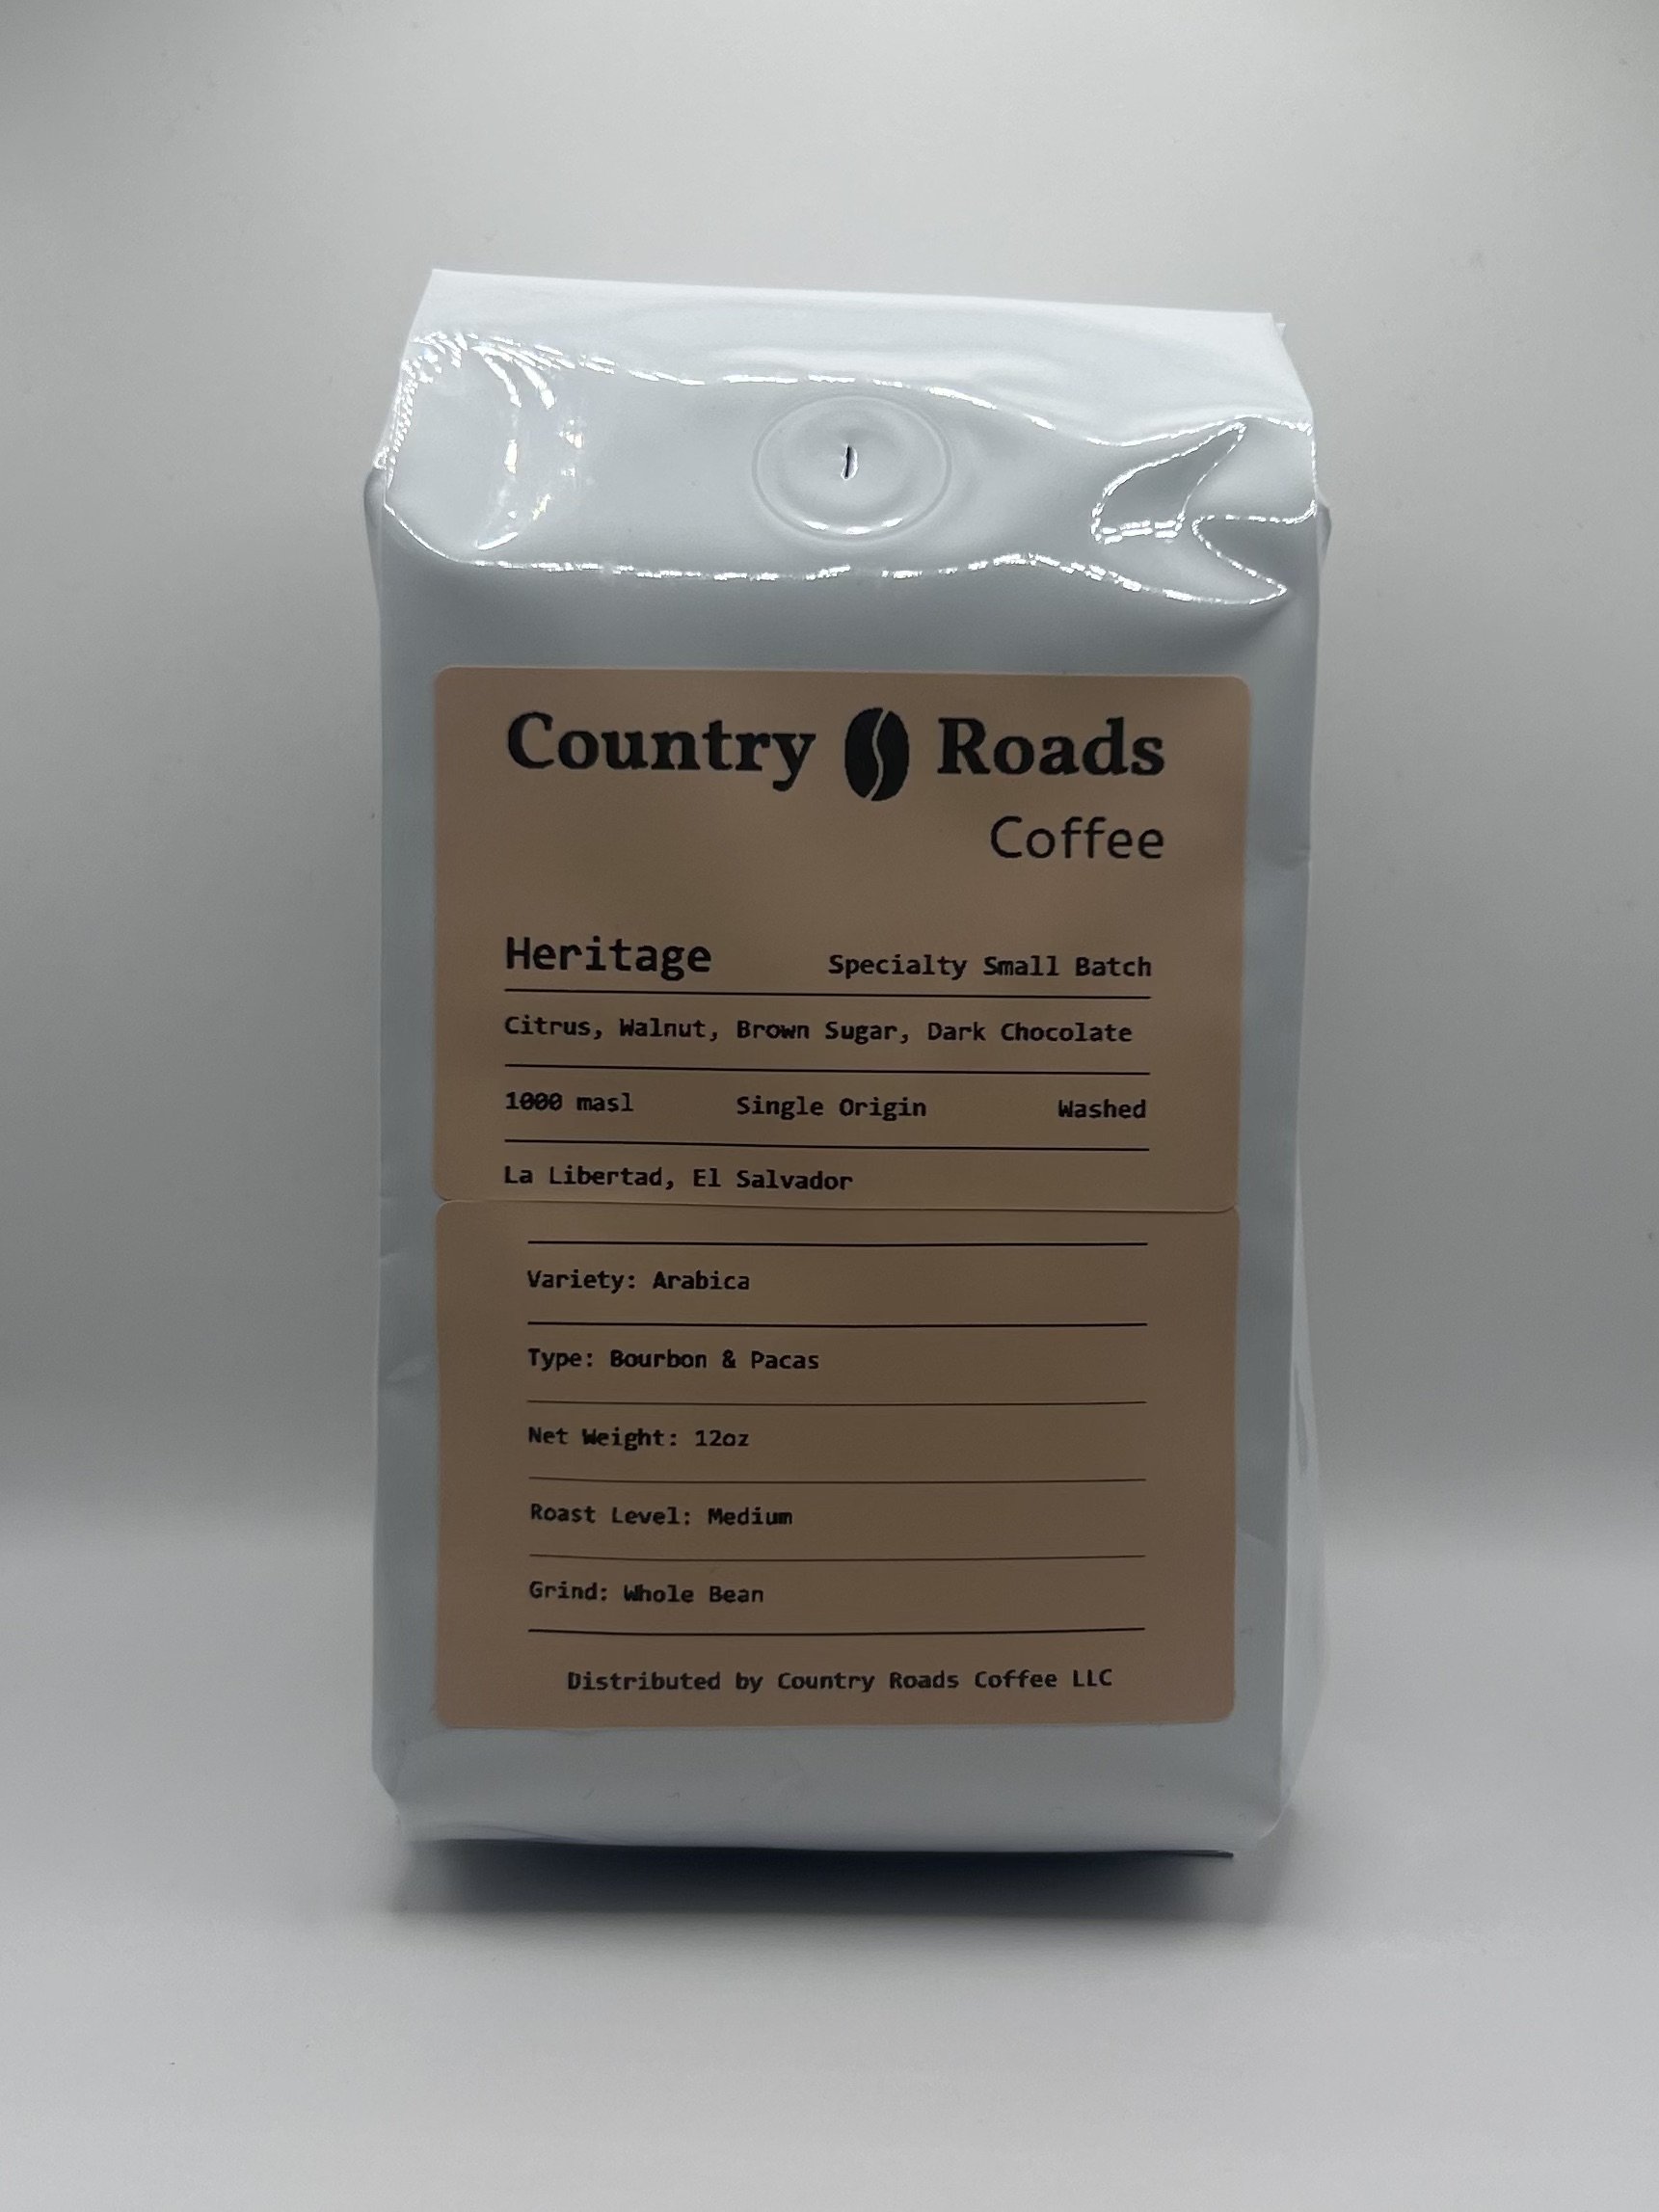 Country Roads
Coffee
Heritage Specialty Small Batch
Citrus, Walnut, Brown Sugar, Dark Chocolate
1000 masl Single Origin Washed
La Libertad, El Salvador
Variety: Arabica
Type: Bourbon & Pacas
Net Weight: 12oz
Roast Level: Medium
Grind: Whole Bean
Distributed by Country Roads Coffee LLC